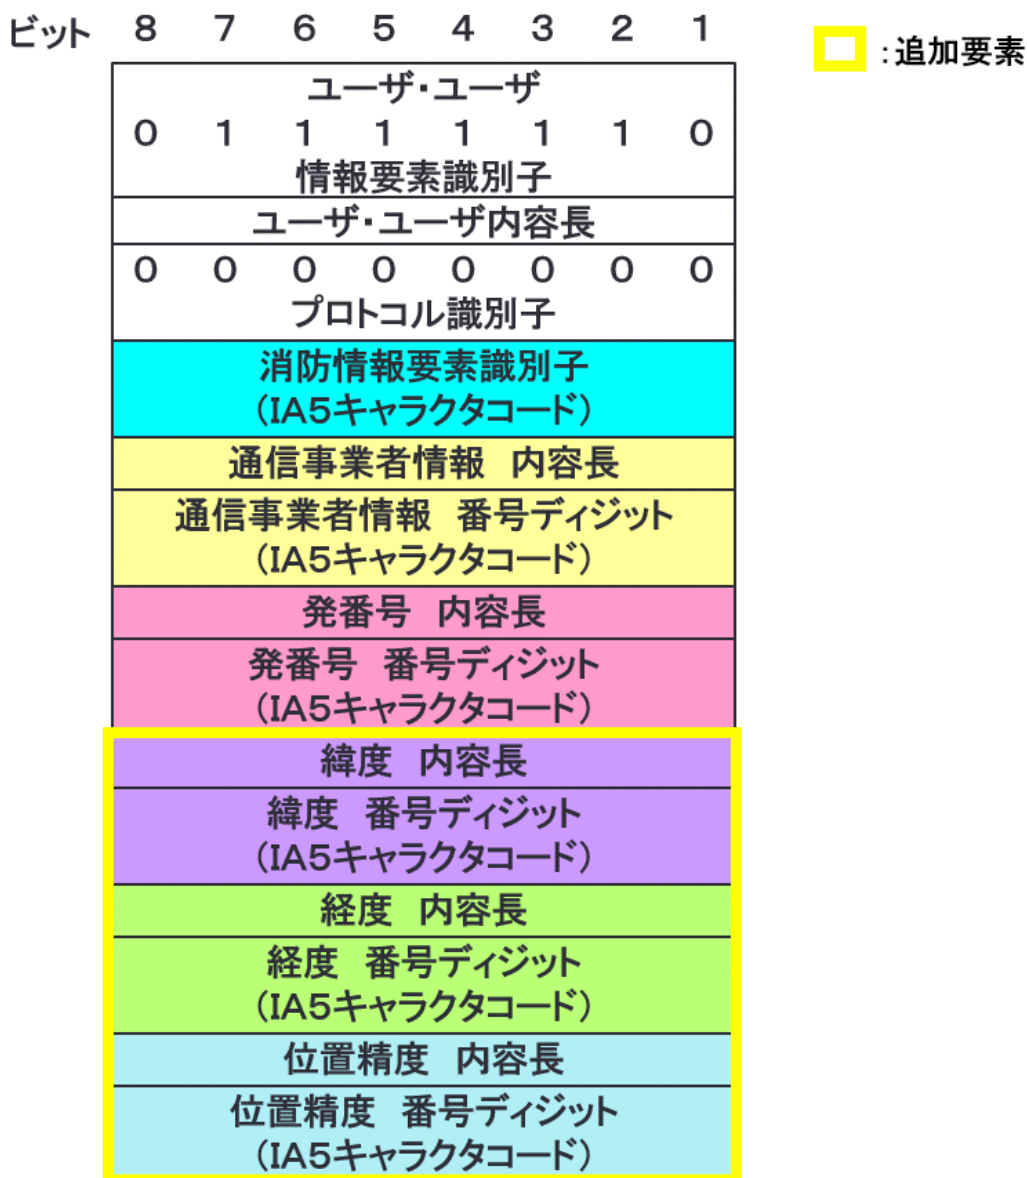 ビット 8 7 6 5 4 3 2 1
:追加要素
ユーザ・ユーザ
0 1 1 1 1 1 1 0
情報要素識別子
ユーザ・ユーザ内容長
0 0 0 0 0 0 0 0
プロトコル識別子
消防情報要素識別子
(IA5キャラクタコード)
通信事業者情報 内容長
通信事業者情報 番号ディジット
(IA5キャラクタコード)
発番号 内容長
発番号 番号ディジット
(IA5キャラクタコード)
緯度 内容長
緯度 番号ディジット
(IA5キャラクタコード)
経度 内容長
経度 番号ディジット
(IA5キャラクタコード)
位置精度 内容長
位置精度 番号ディジット
(IA5キャラクタコード)